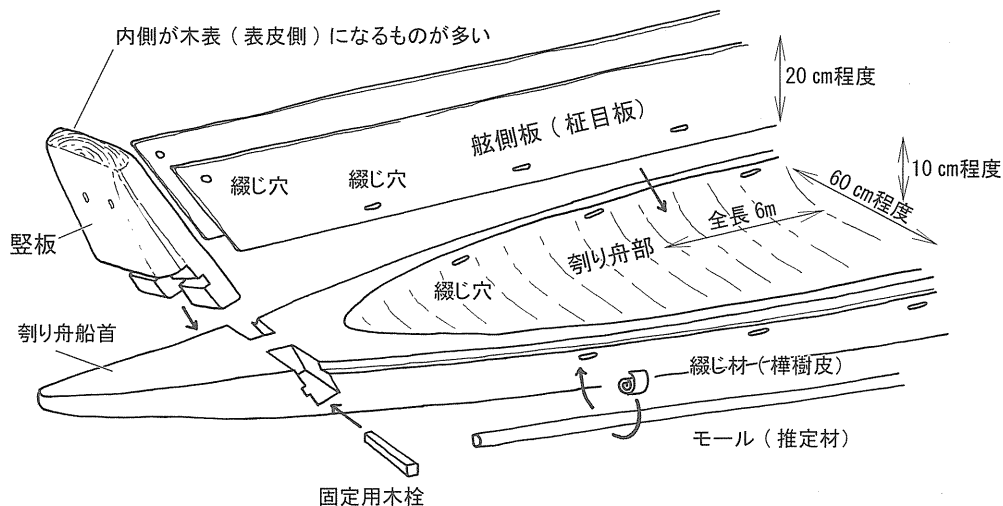 内側が木表（表皮側）になるものが多い
20 cm程度
舷側板（柾目板）
10 cm程度
綴じ穴
綴じ穴
60 cm程度
竪板
全長 6m
刳り舟部
綴じ穴
刳り舟船首
綴じ材（樺樹皮）
モール（推定材）
固定用木栓